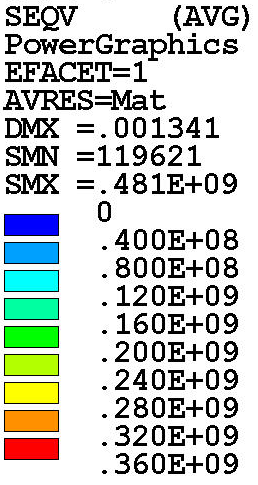 SEQV (AVG)
PowerGraphics
EFACET=1
AVRES=Mat
DMX =.001341
SMN =119621
SMX =.481E+09
0
.400E+08
.800E+08
.120E+09
.160E+09
.200E+09
.240E+09
.280E+09
.320E+09
.360E+09